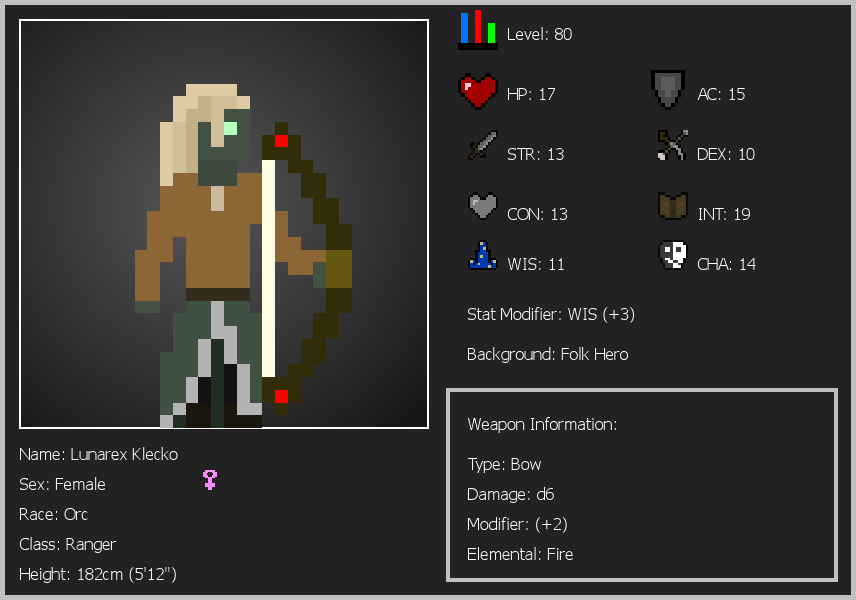 Level: 80
HP: 17
AC: 15
STR: 13
DEX: 10
CON: 13
INT: 19
WIS: 11
CHA: 14
Stat Modifier: WIS (+3)
Background: Folk Hero
Weapon Information:
Type: Bow
Damage: d6
Modifier: (+2)
Elemental: Fire
Name: Lunarex Klecko
Sex: Female
Race: Orc
Class: Ranger
Height: 182cm (5'12")